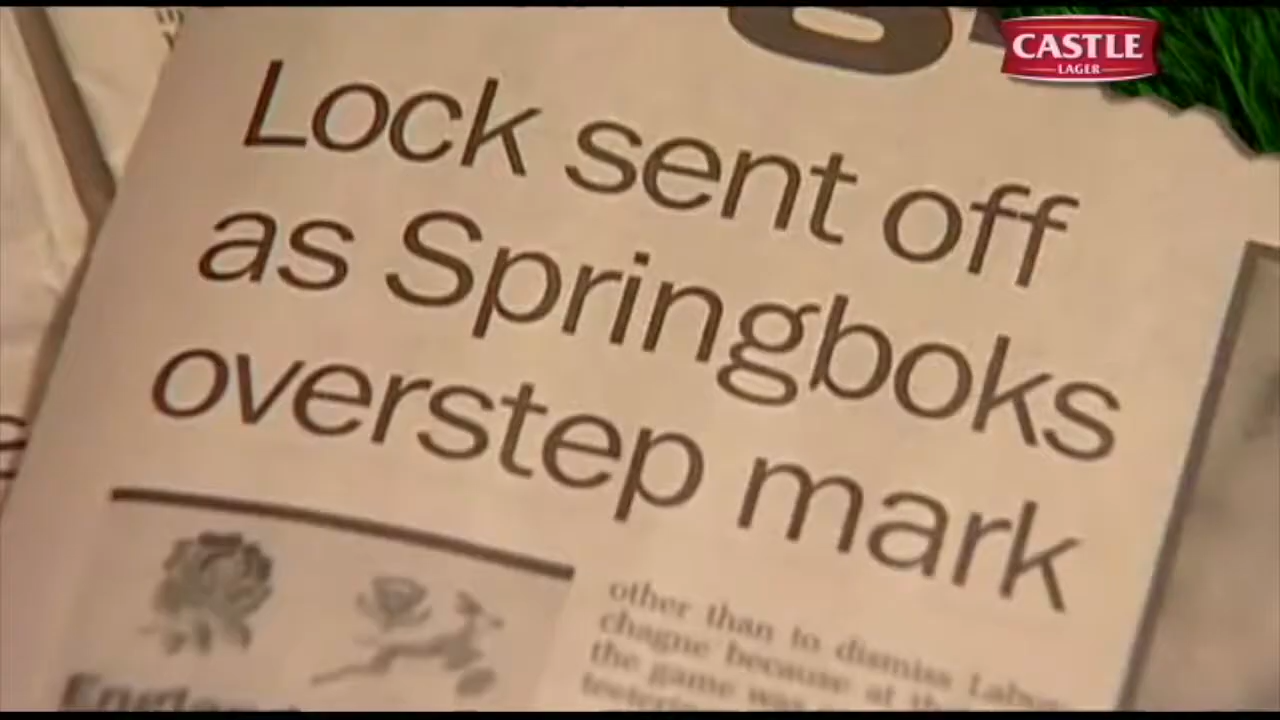 CASTLE
LAGER
Lock sent off
as Springboks
overstep mark
England
other than to dismiss
chagne because at
the game was